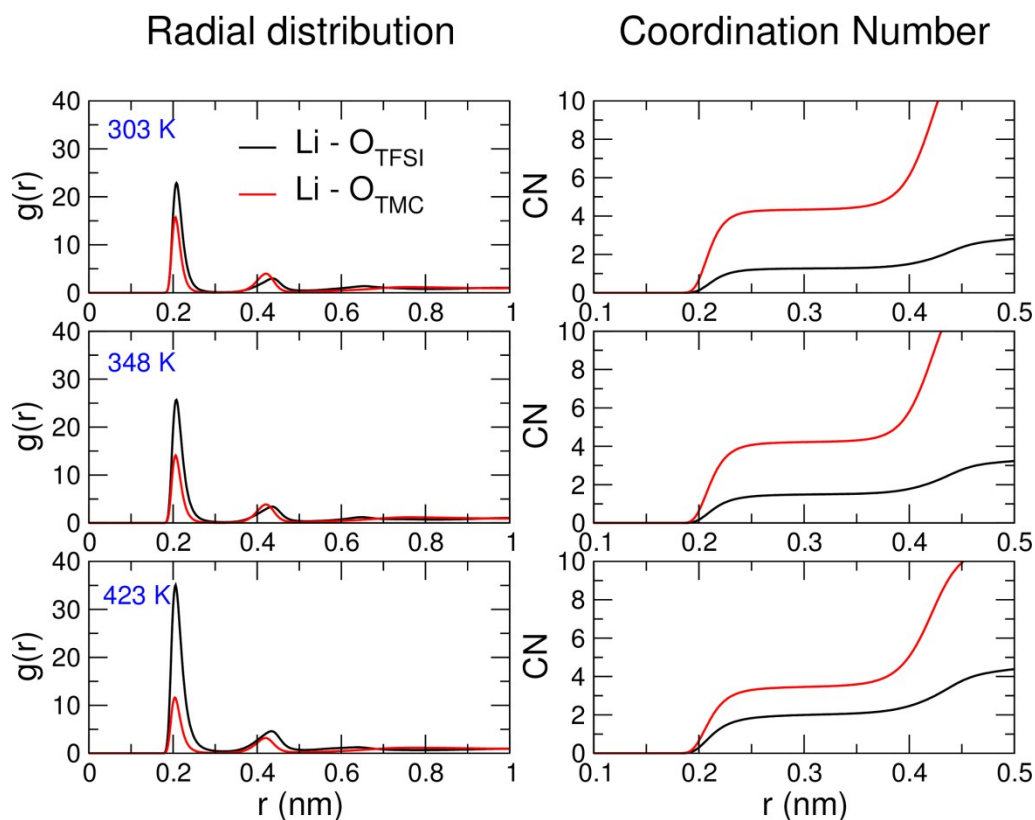 Radial distribution
Coordination Number
40
30
20
10
0
g(r)
303 K
Li - O_TFSI
Li - O_TMC
0 0.2 0.4 0.6 0.8 1
10
8
6
4
2
0
CN
0.1 0.2 0.3 0.4 0.5
40
30
20
10
0
g(r)
348 K
0 0.2 0.4 0.6 0.8 1
10
8
6
4
2
0
CN
0.1 0.2 0.3 0.4 0.5
40
30
20
10
0
g(r)
423 K
0 0.2 0.4 0.6 0.8 1
r (nm)
10
8
6
4
2
0
CN
0.1 0.2 0.3 0.4 0.5
r (nm)